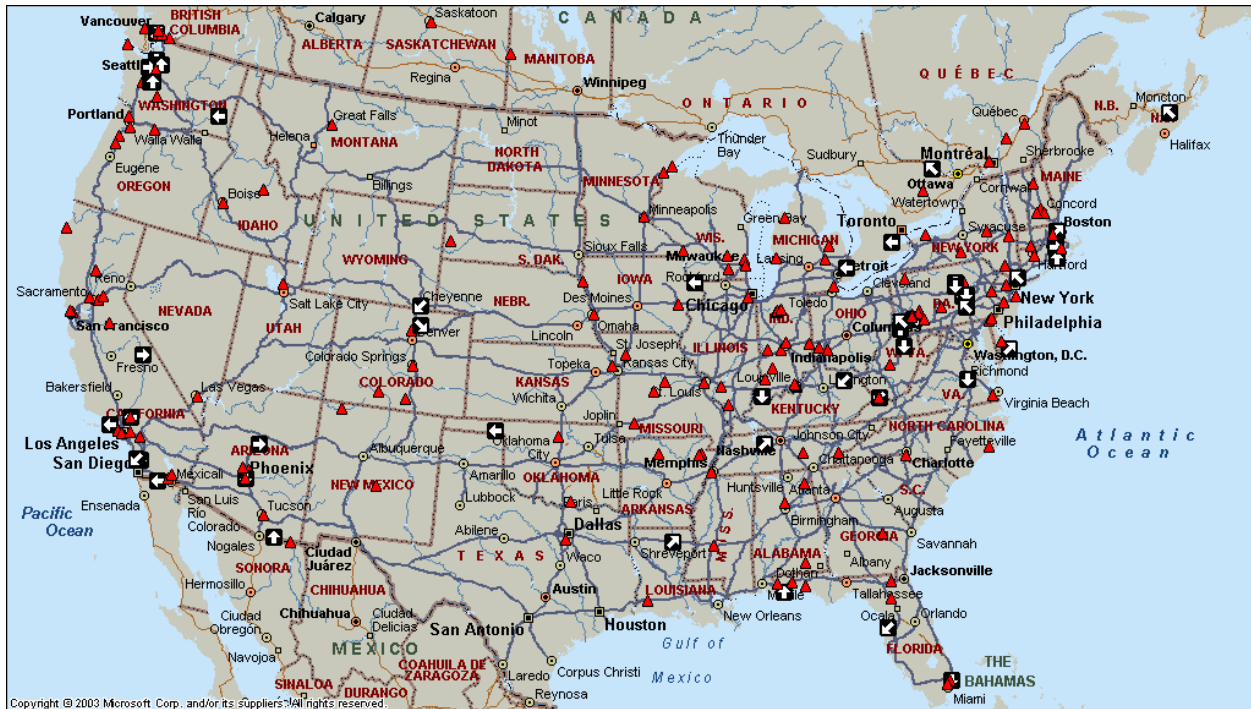 Vancouver
BRITISH
COLUMBIA
Calgary
Saskatoon
CANADA
ALBERTA
SASKATCHEWAN
MANITOBA
Regina
Winnipeg
ONTARIO
QUÉBEC
N.B.
Moncton
Québec
Halifax
Seattl
WASHINGTON
Portland
Walla Walla
Helena
Great Falls
MONTANA
Minot
NORTH
DAKOTA
Thunder
Bay
Sudbury
Montréal
Sherbrooke
Ottawa
Cornwall
MAINE
Eugene
OREGON
Boise
IDAHO
Billings
MINNESOTA
Minneapolis
Green Bay
Watertown
Concord
Toronto
Syracuse
Boston
UNITED STATES
WYOMING
S. DAK.
Sioux Falls
WIS.
MICHIGAN
Milwaukee
Lansing
Detroit
NEW YORK
Hartford
Reno
Sacramento
NEVADA
Salt Lake City
Cheyenne
NEBR.
IOWA
Des Moines
Rockford
Chicago
Toledo
Cleveland
PA.
New York
San Francisco
UTAH
Denver
Lincoln
Omaha
IND.
OHIO
Columbus
Philadelphia
Fresno
Colorado Springs
St. Joseph
Topeka
Kansas City
ILLINOIS
Indianapolis
W. VA.
Washington, D.C.
Bakersfield
Las Vegas
COLORADO
KANSAS
Wichita
St. Louis
Louisville
Lexington
Richmond
VA.
Virginia Beach
CALIFORNIA
KENTUCKY
Joplin
MISSOURI
Los Angeles
ARIZONA
Albuquerque
Oklahoma
City
Tulsa
Nashville
Johnson City
NORTH CAROLINA
Fayetteville
Atlantic
Ocean
San Diego
Mexicali
Phoenix
Amarillo
OKLAHOMA
Memphis
Chattanooga
Charlotte
Ensenada
San Luis
Río
Colorado
NEW MEXICO
Lubbock
Little Rock
ARKANSAS
Huntsville
Atlanta
S.C.
Pacific
Ocean
Tucson
Paris
Augusta
Nogales
Abilene
Dallas
Birmingham
Savannah
Ciudad
Juárez
TEXAS
Waco
Shreveport
MISS.
ALABAMA
GEORGIA
SONORA
Dothan
Albany
Jacksonville
Hermosillo
CHIHUAHUA
Austin
LOUISIANA
Tallahassee
Chihuahua
Ciudad
Delicias
Ciudad
Obregon
San Antonio
Houston
New Orleans
Ocala
Orlando
MEXICO
Navojoa
Gulf of
Mexico
FLORIDA
COAHUILA DE
ZARAGOZA
Laredo
Corpus Christi
THE
BAHAMAS
SINALOA
DURANGO
Reynosa
Miami
Copyright © 2003 Microsoft Corp. and/or its suppliers. All rights reserved.